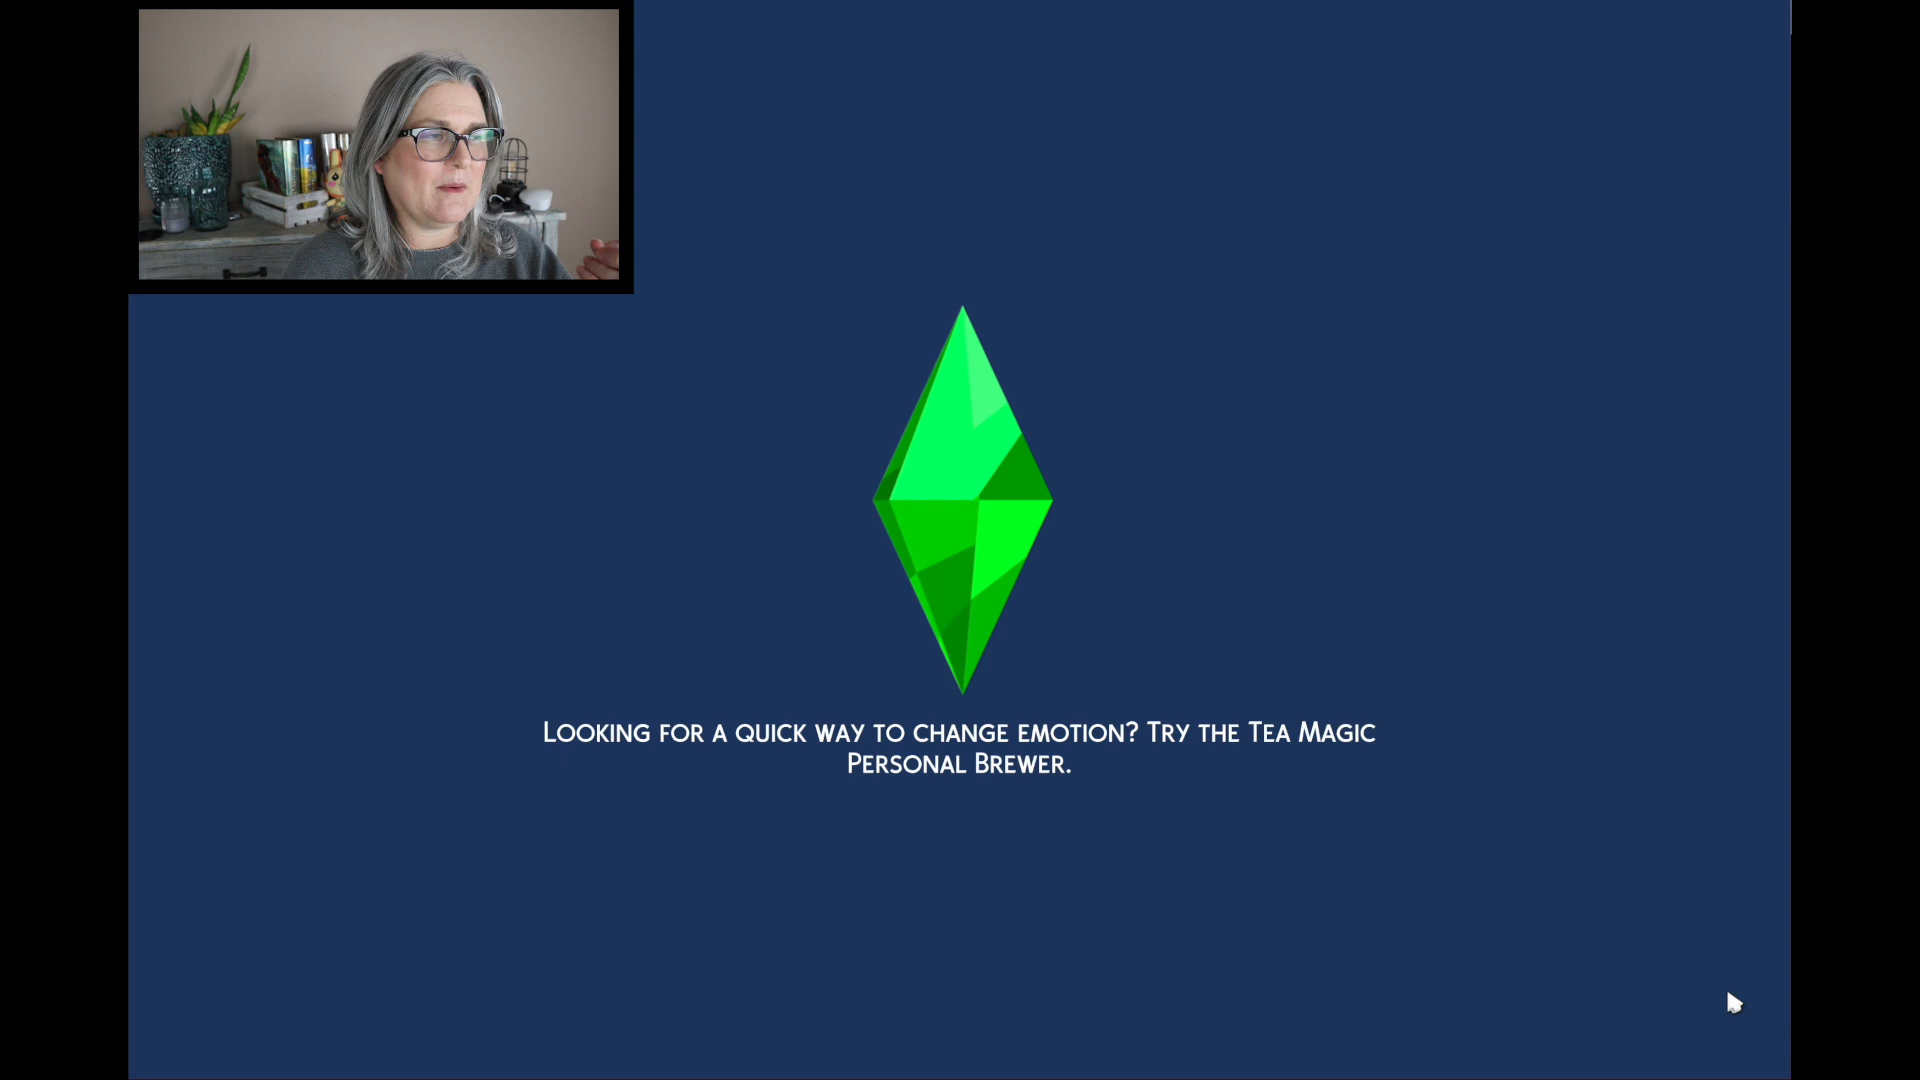 Looking for a quick way to change emotion? Try the Tea Magic
Personal Brewer.